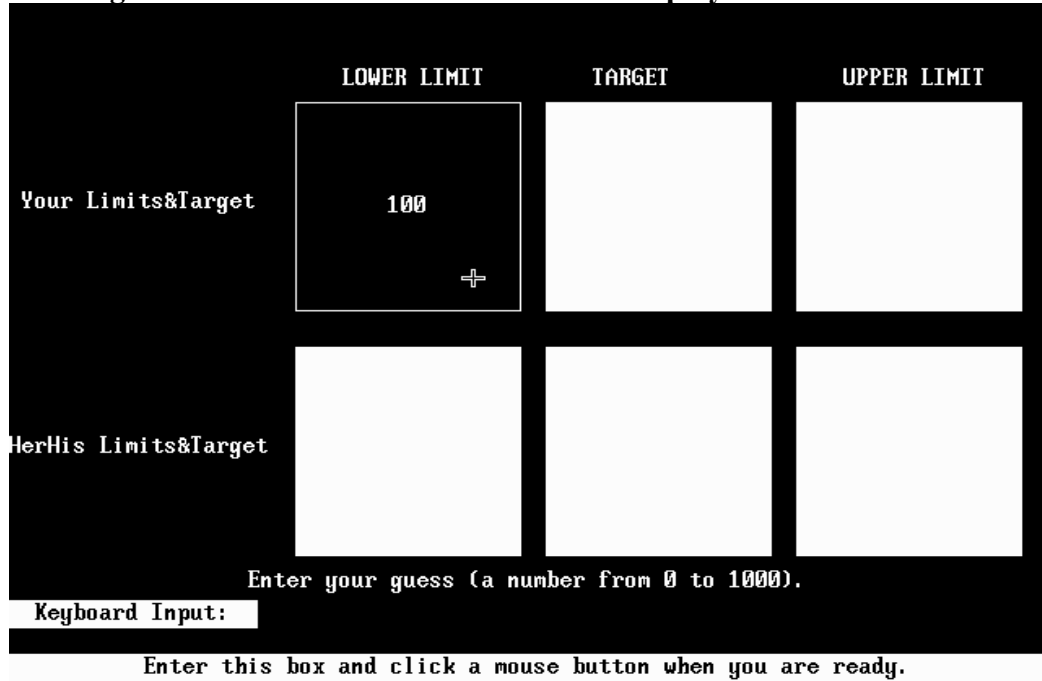 LOWER LIMIT TARGET UPPER LIMIT
Your Limits&Target 100
HerHis Limits&Target
Enter your guess (a number from 0 to 1000).
Keyboard Input:
Enter this box and click a mouse button when you are ready.